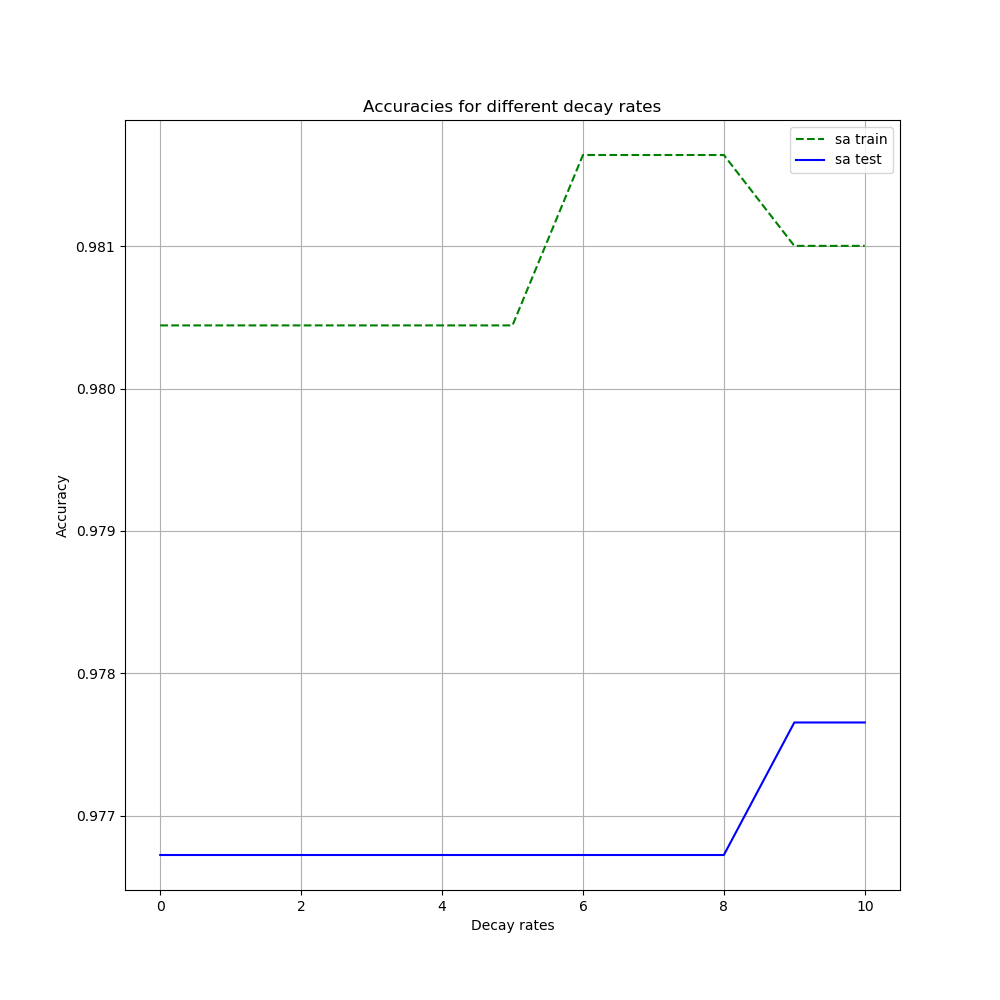 Accuracies for different decay rates
sa train
sa test
0.981
0.980
0.979
0.978
0.977
Accuracy
0 2 4 6 8 10
Decay rates